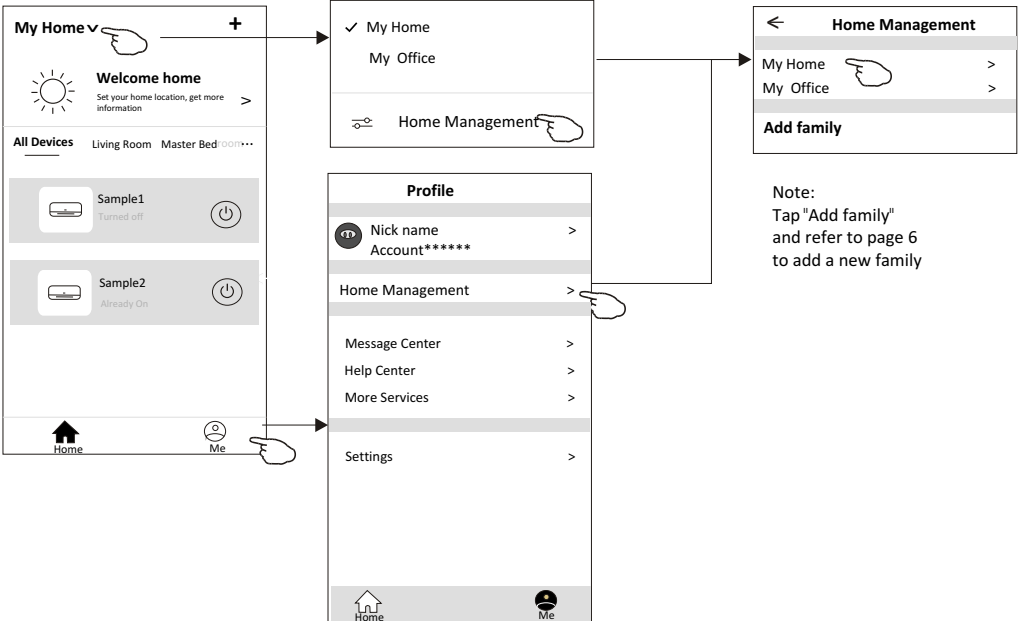 My Home
+
Welcome home
Set your home location, get more
information
>
All Devices Living Room Master Bedroom ...
Sample1
Turned off
Sample2
Already On
Home
Me
✓ My Home
My Office
Home Management
Profile
Nick name >
Account******
Home Management >
Message Center >
Help Center >
More Services >
Settings >
Home
Me
← Home Management
My Home >
My Office >
Add family
Note:
Tap "Add family"
and refer to page 6
to add a new family